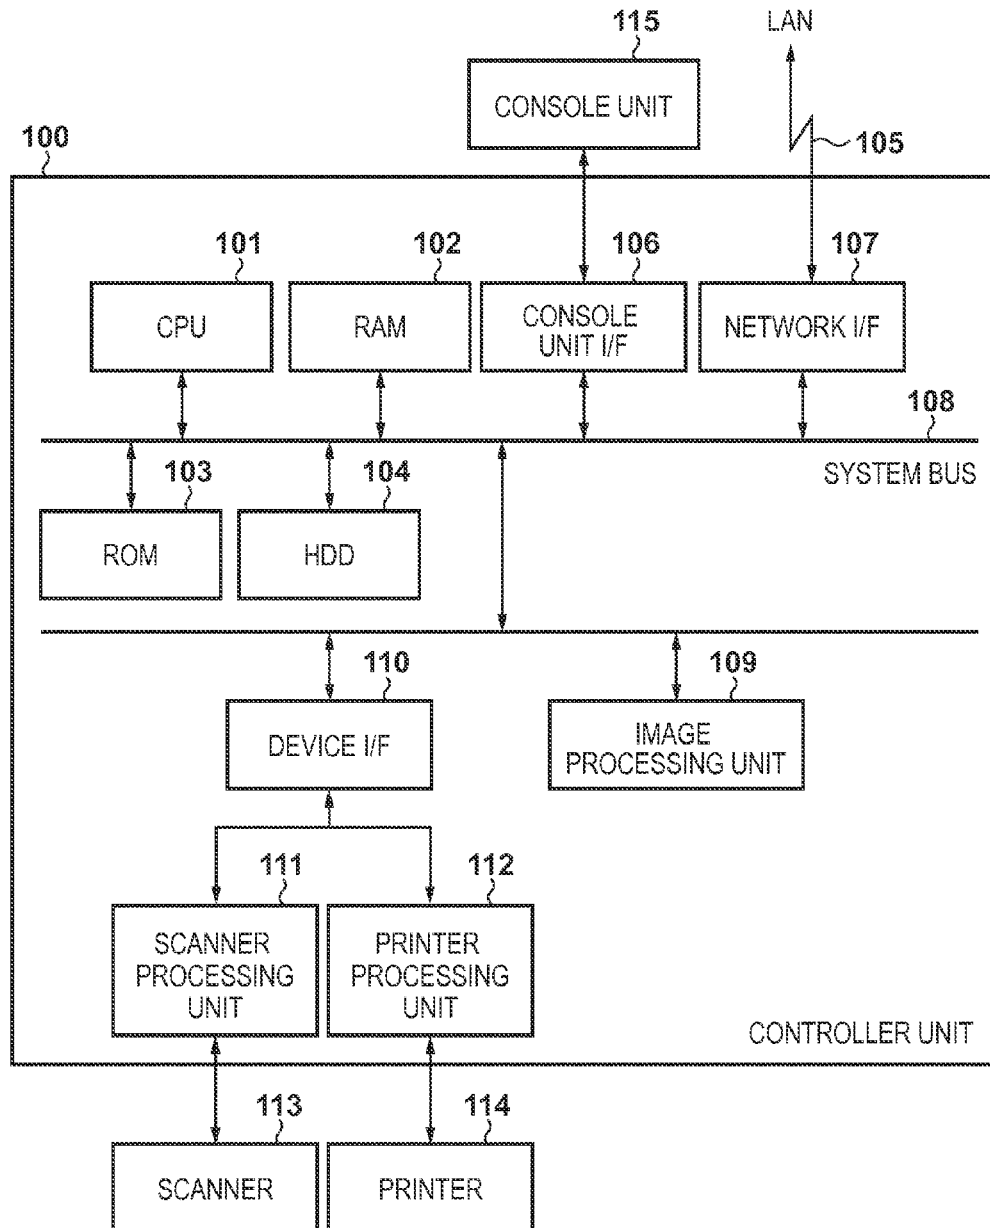 LAN
115
CONSOLE UNIT
105
100
101
102
106
107
CPU
RAM
CONSOLE
UNIT I/F
NETWORK I/F
108
SYSTEM BUS
103
104
ROM
HDD
110
109
DEVICE I/F
IMAGE
PROCESSING UNIT
111
112
SCANNER
PROCESSING
UNIT
PRINTER
PROCESSING
UNIT
CONTROLLER UNIT
113
114
SCANNER
PRINTER